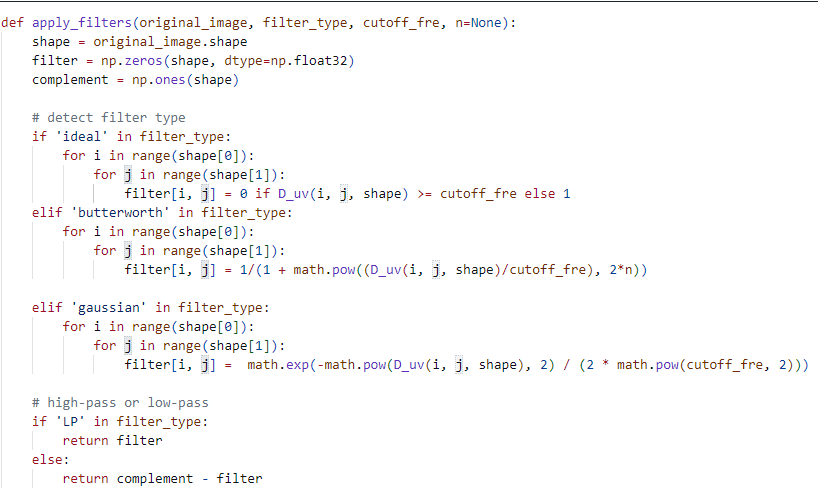 def apply_filters(original_image, filter_type, cutoff_fre, n=None):
    shape = original_image.shape
    filter = np.zeros(shape, dtype=np.float32)
    complement = np.ones(shape)

    # detect filter type
    if 'ideal' in filter_type:
        for i in range(shape[0]):
            for j in range(shape[1]):
                filter[i, j] = 0 if D_uv(i, j, shape) >= cutoff_fre else 1
    elif 'butterworth' in filter_type:
        for i in range(shape[0]):
            for j in range(shape[1]):
                filter[i, j] = 1/(1 + math.pow((D_uv(i, j, shape)/cutoff_fre), 2*n))

    elif 'gaussian' in filter_type:
        for i in range(shape[0]):
            for j in range(shape[1]):
                filter[i, j] =  math.exp(-math.pow(D_uv(i, j, shape), 2) / (2 * math.pow(cutoff_fre, 2)))

    # high-pass or low-pass
    if 'LP' in filter_type:
        return filter
    else:
        return complement - filter